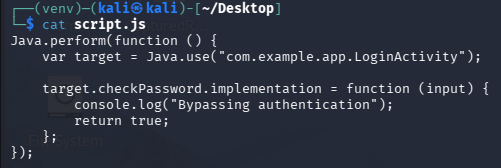 ┌──(venv)─(kali㉿kali)-[~/Desktop]
└─$ cat script.js
Java.perform(function () {
    var target = Java.use("com.example.app.LoginActivity");

    target.checkPassword.implementation = function (input) {
        console.log("Bypassing authentication");
        return true;
    };
});